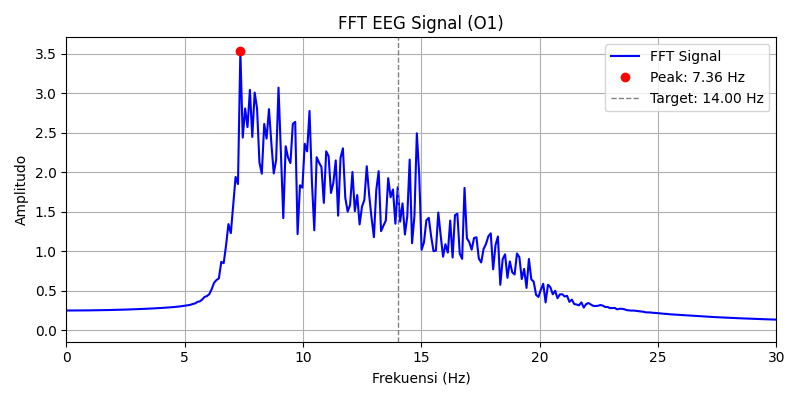 FFT EEG Signal (O1)
FFT Signal
Peak: 7.36 Hz
Target: 14.00 Hz
Amplitudo
3.5
3.0
2.5
2.0
1.5
1.0
0.5
0.0
0 5 10 15 20 25 30
Frekuensi (Hz)